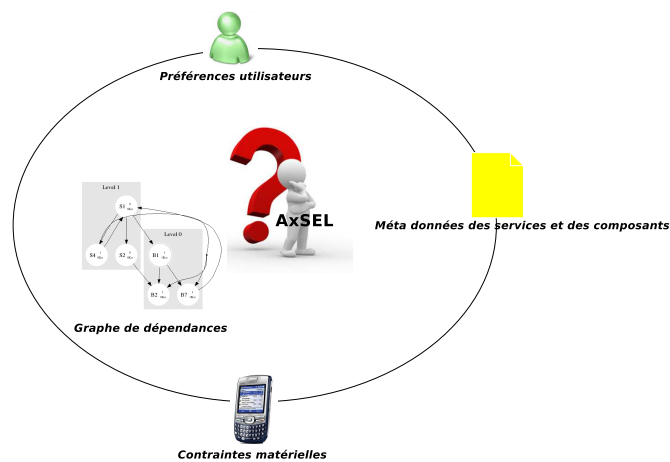 Préférences utilisateurs
Level 1
S1
AxSEL
Méta données des services et des composants
Level 0
S4
S2
B1
B2
B7
Graphe de dépendances
Contraintes matérielles